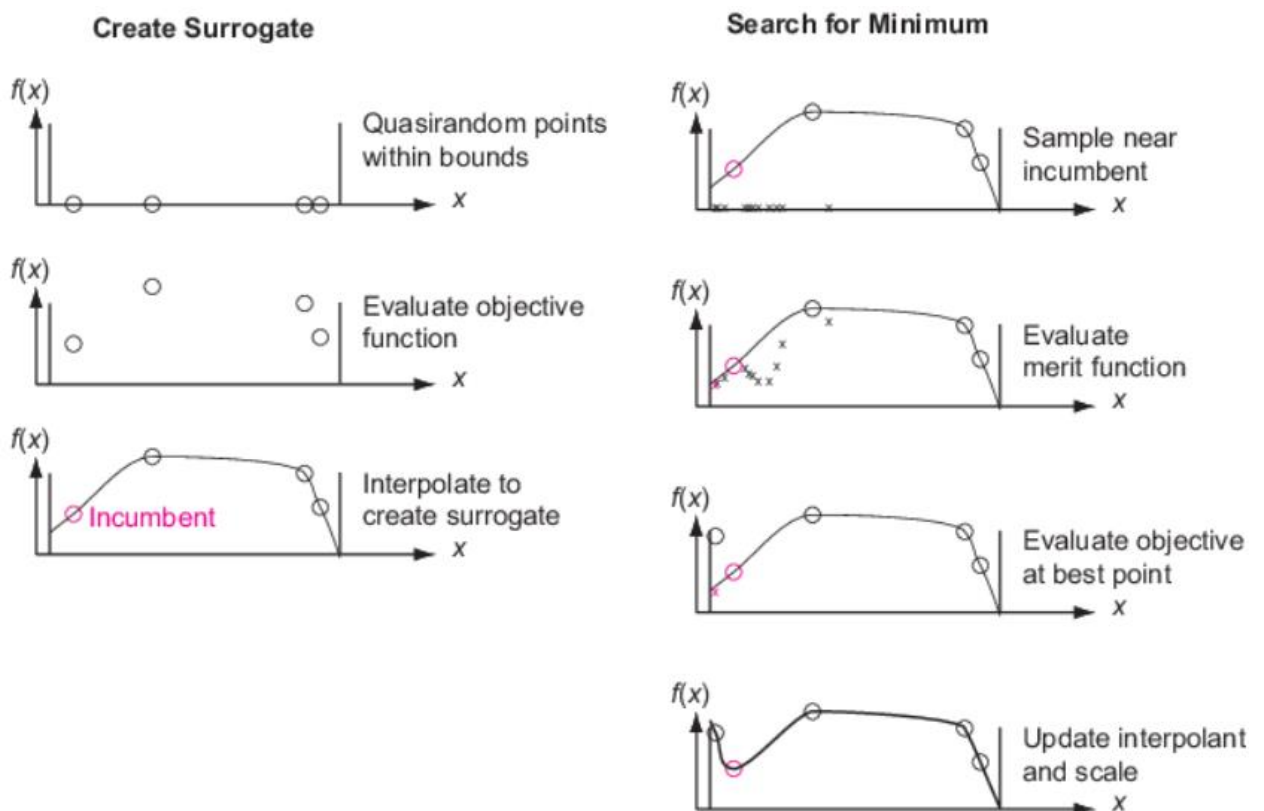 Create Surrogate
f(x)
Quasirandom points
within bounds
x
f(x)
Evaluate objective
function
x
f(x)
Incumbent
Interpolate to
create surrogate
x
Search for Minimum
f(x)
Sample near
incumbent
x
f(x)
Evaluate
merit function
x
f(x)
Evaluate objective
at best point
x
f(x)
Update interpolant
and scale
x